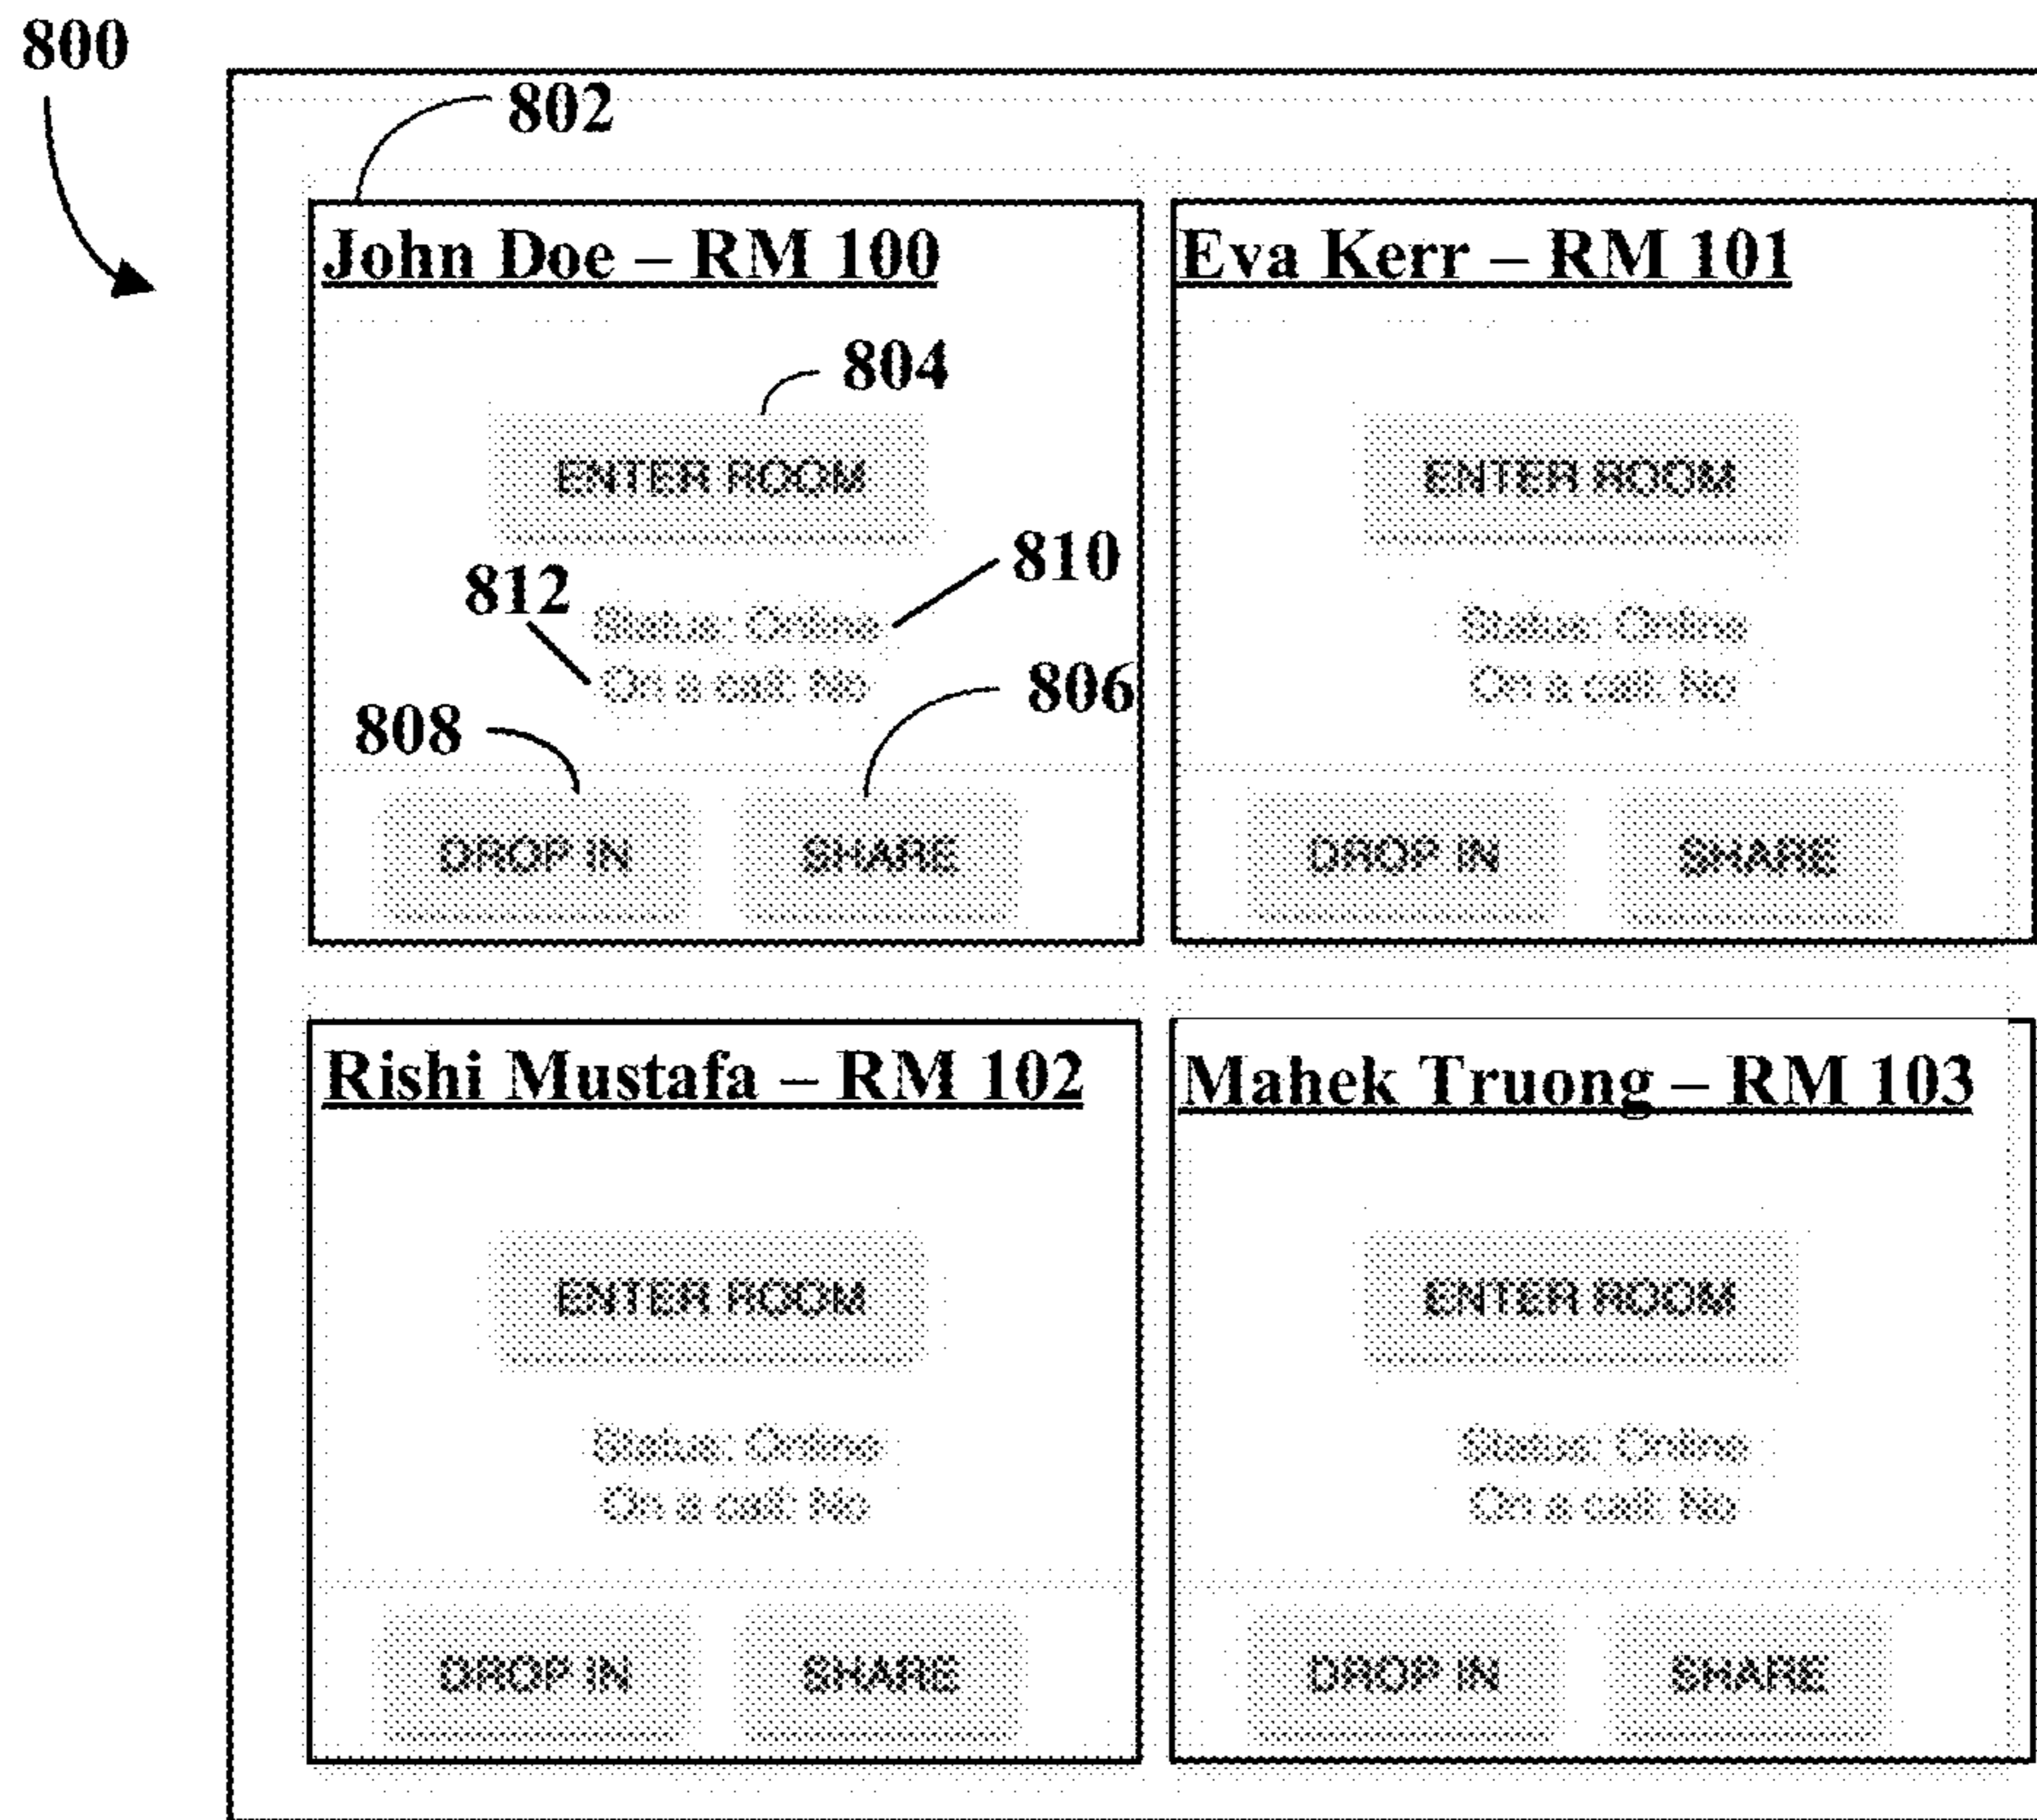 800
802
John Doe – RM 100
804
ENTER ROOM
810
812
Status: Online
On a call: No
806
808
DROP IN
SHARE
Eva Kerr – RM 101
ENTER ROOM
Status: Online
On a call: No
DROP IN
SHARE
Rishi Mustafa – RM 102
ENTER ROOM
Status: Online
On a call: No
DROP IN
SHARE
Mahek Truong – RM 103
ENTER ROOM
Status: Online
On a call: No
DROP IN
SHARE